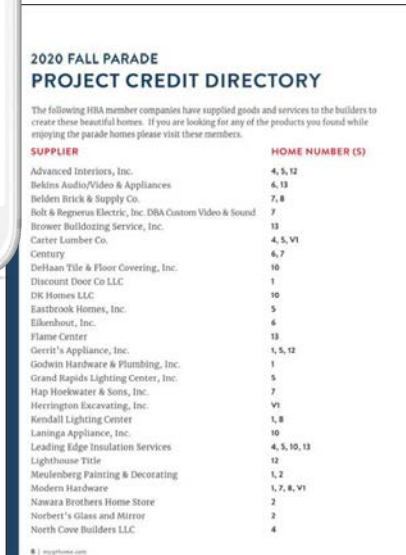 2020 FALL PARADE
PROJECT CREDIT DIRECTORY
The following HBA member companies have supplied goods and services to the builders to
create these beautiful homes. If you are looking for any of the products you found while
enjoying the parade homes please visit these members.
SUPPLIER HOME NUMBER (S)
Advanced Interiors, Inc. 4, 5, 12
Bekins Audio/Video & Appliances 6, 13
Belden Brick & Supply Co. 7, 8
Bolt & Regnerus Electric, Inc. DBA Custom Video & Sound 7
Brower Bulldozing Service, Inc. 13
Carter Lumber Co. 4, 5, V1
Century 6, 7
DeHaan Tile & Floor Covering, Inc. 10
Discount Door Co LLC 1
DK Homes LLC 10
Eastbrook Homes, Inc. 5
Eikenhout, Inc. 6
Flame Center 13
Gerrit's Appliance, Inc. 1, 5, 12
Godwin Hardware & Plumbing, Inc. 1
Grand Rapids Lighting Center, Inc. 5
Hap Hoekwater & Sons, Inc. 7
Herrington Excavating, Inc. V1
Kendall Lighting Center 1, 8
Laninga Appliance, Inc. 10
Leading Edge Insulation Services 4, 5, 10, 13
Lighthouse Title 12
Meulenberg Painting & Decorating 1, 2
Modern Hardware 1, 7, 8, V1
Nawara Brothers Home Store 2
Norbert's Glass and Mirror 2
North Cove Builders LLC 4
8 | mygrhome.com